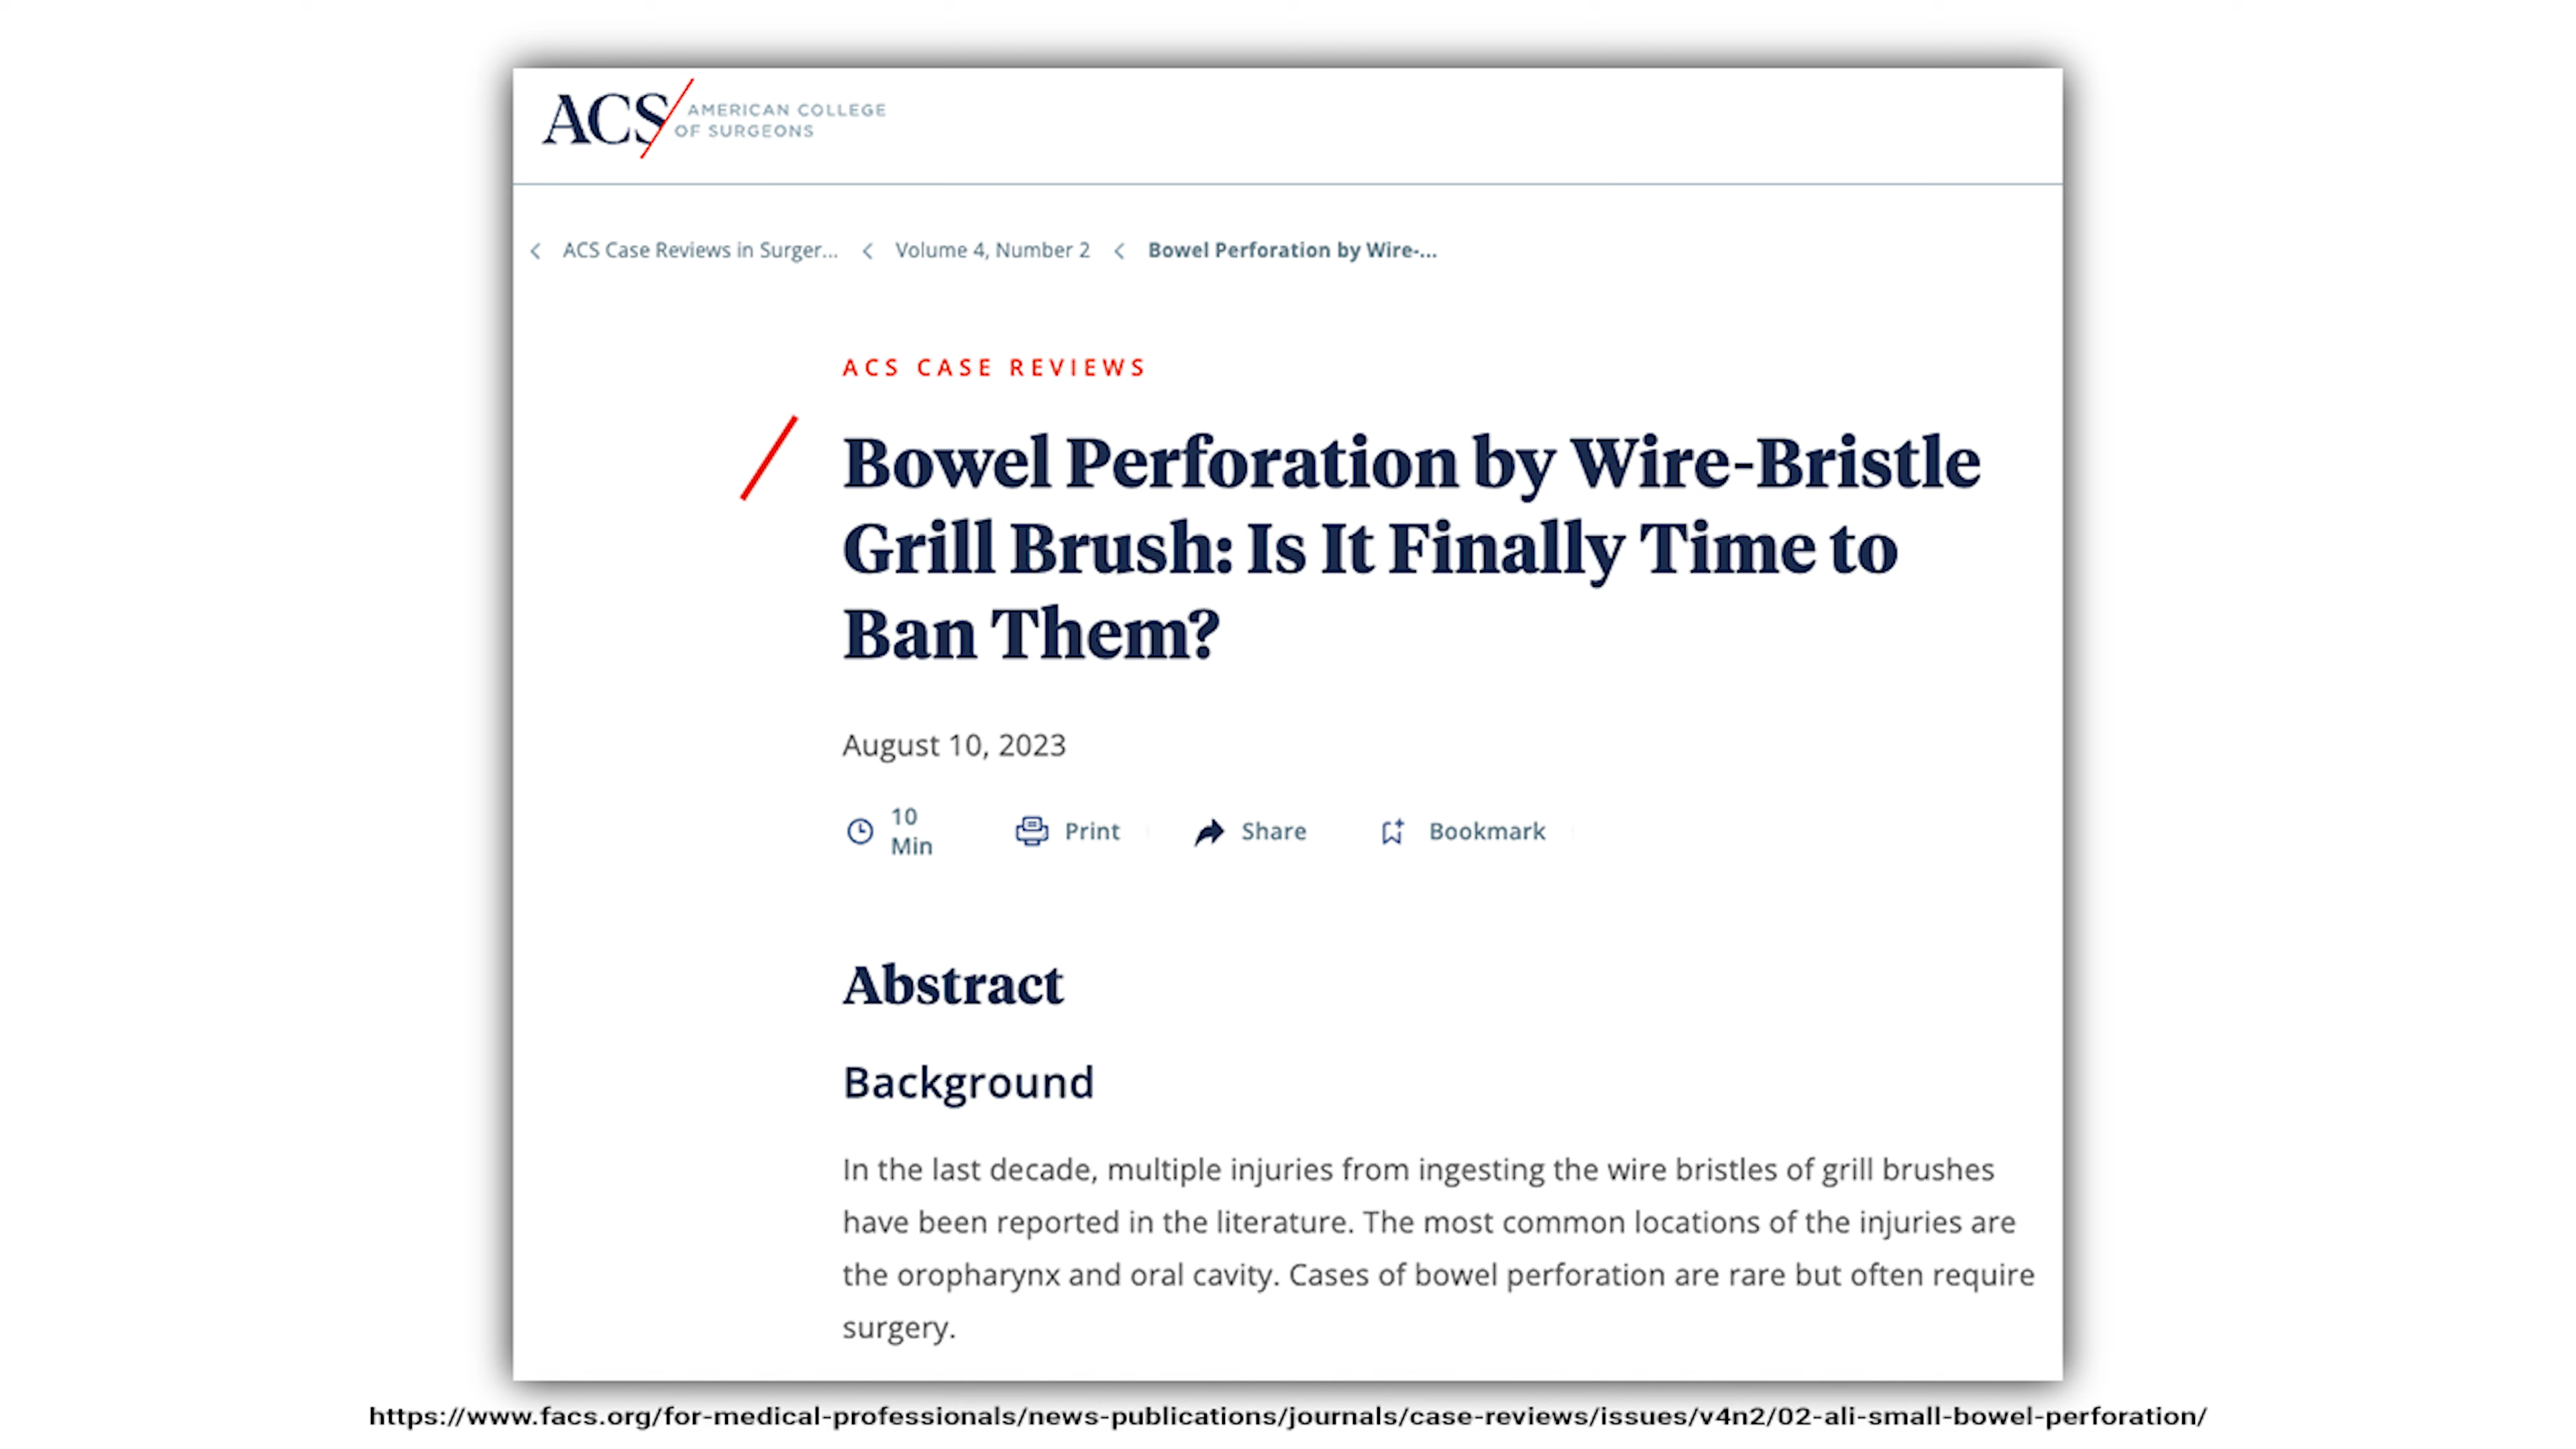 ACS AMERICAN COLLEGE
OF SURGEONS
ACS Case Reviews in Surger... Volume 4, Number 2 Bowel Perforation by Wire-...
ACS CASE REVIEWS
Bowel Perforation by Wire-Bristle
Grill Brush: Is It Finally Time to
Ban Them?
August 10, 2023
10
Min
Print
Share
Bookmark
Abstract
Background
In the last decade, multiple injuries from ingesting the wire bristles of grill brushes
have been reported in the literature. The most common locations of the injuries are
the oropharynx and oral cavity. Cases of bowel perforation are rare but often require
surgery.
https://www.facs.org/for-medical-professionals/news-publications/journals/case-reviews/issues/v4n2/02-ali-small-bowel-perforation/